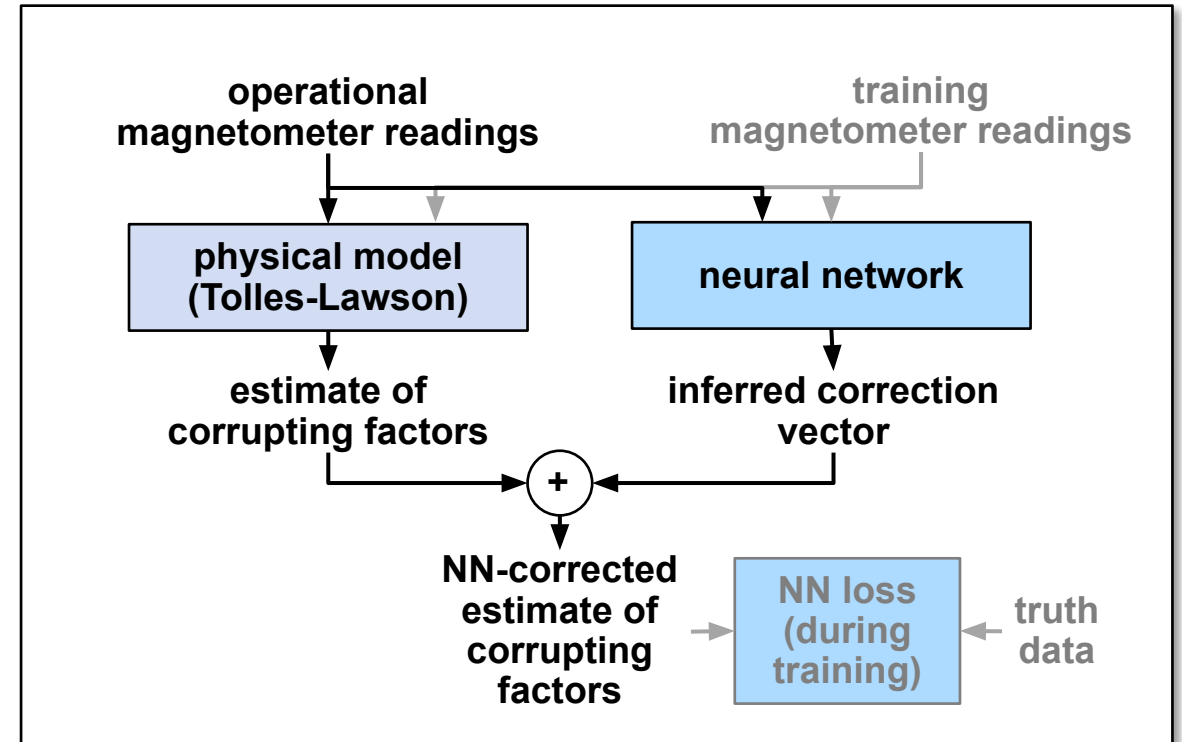 operational
magnetometer readings
training
magnetometer readings
physical model
(Tolles-Lawson)
neural network
estimate of
corrupting factors
inferred correction
vector
+
NN-corrected
estimate of
corrupting
factors
NN loss
(during
training)
truth
data